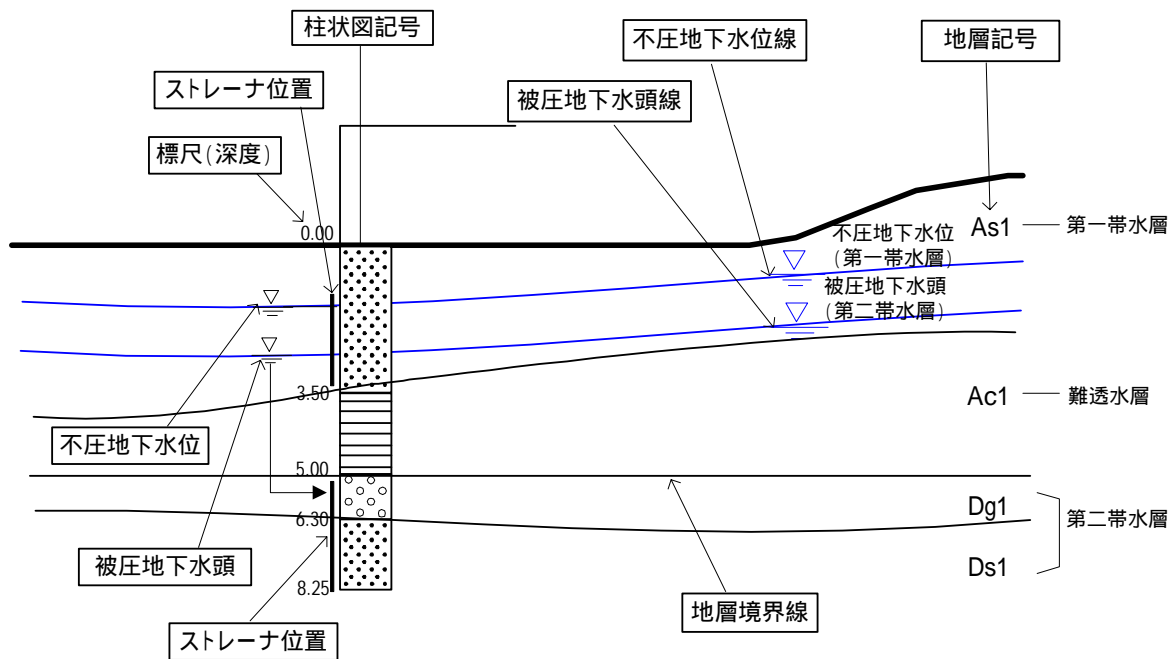 柱状図記号
不圧地下水位線
地層記号
ストレーナ位置
被圧地下水頭線
標尺(深度)
0.00
As1
第一帯水層
不圧地下水位
(第一帯水層)
被圧地下水頭
(第二帯水層)
3.50
Ac1
難透水層
不圧地下水位
5.00
Dg1
6.30
第二帯水層
被圧地下水頭
Ds1
8.25
地層境界線
ストレーナ位置